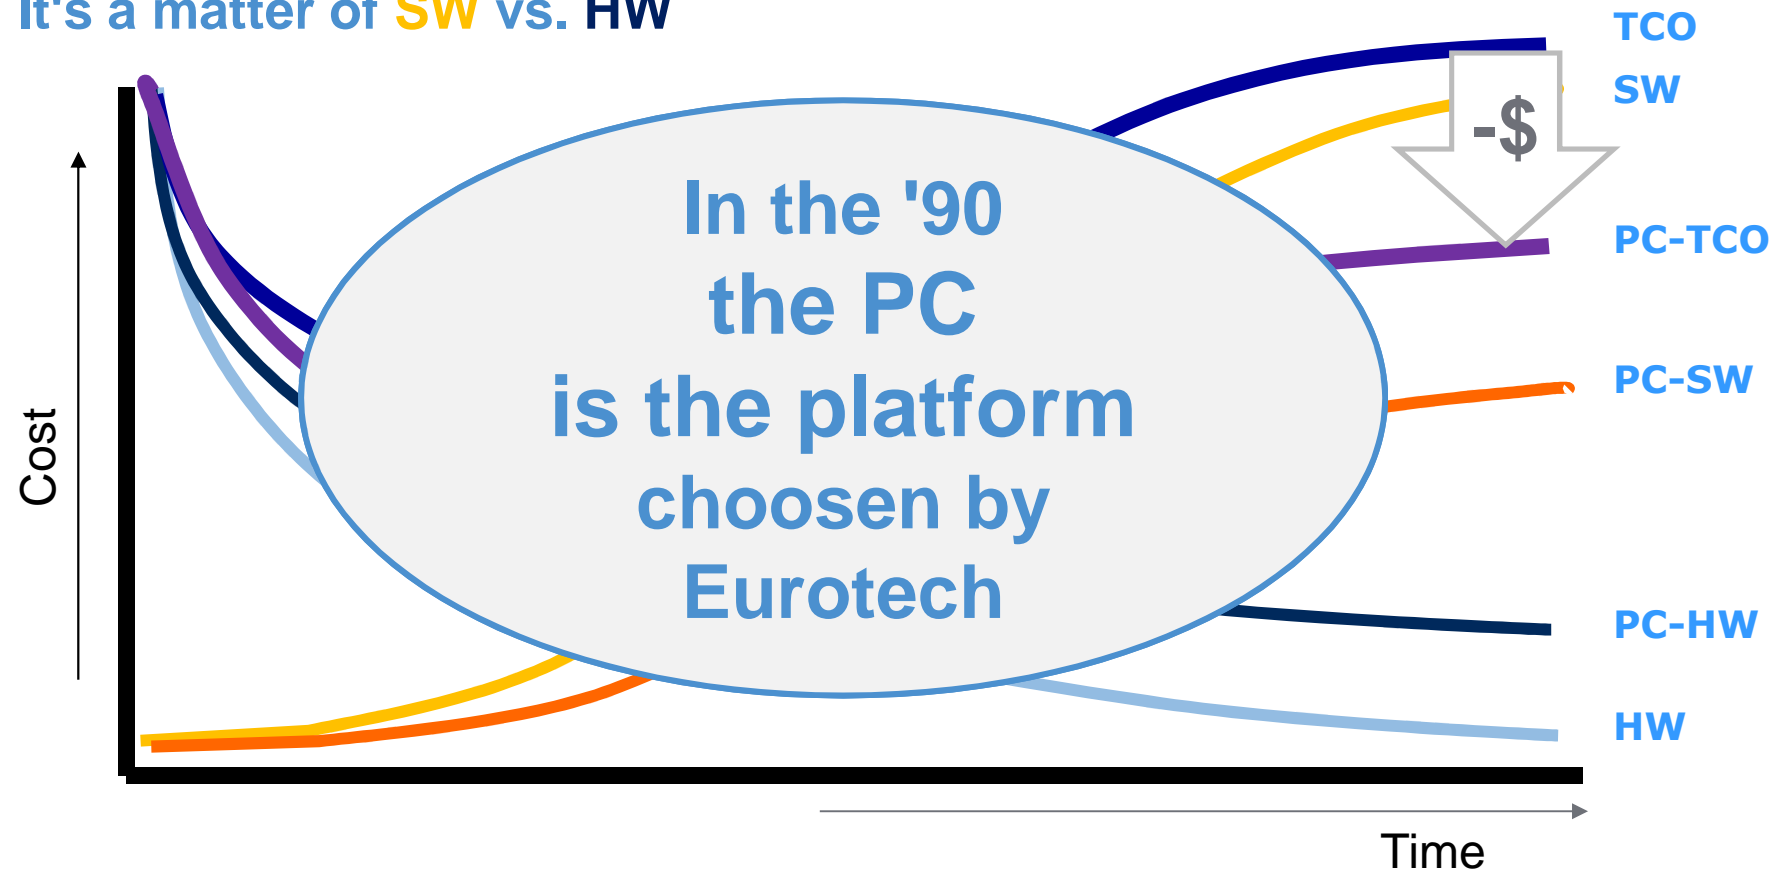 It's a matter of SW vs. HW
TCO
SW
-$
In the '90
the PC
is the platform
choosen by
Eurotech
PC-TCO
PC-SW
PC-HW
HW
Cost
Time